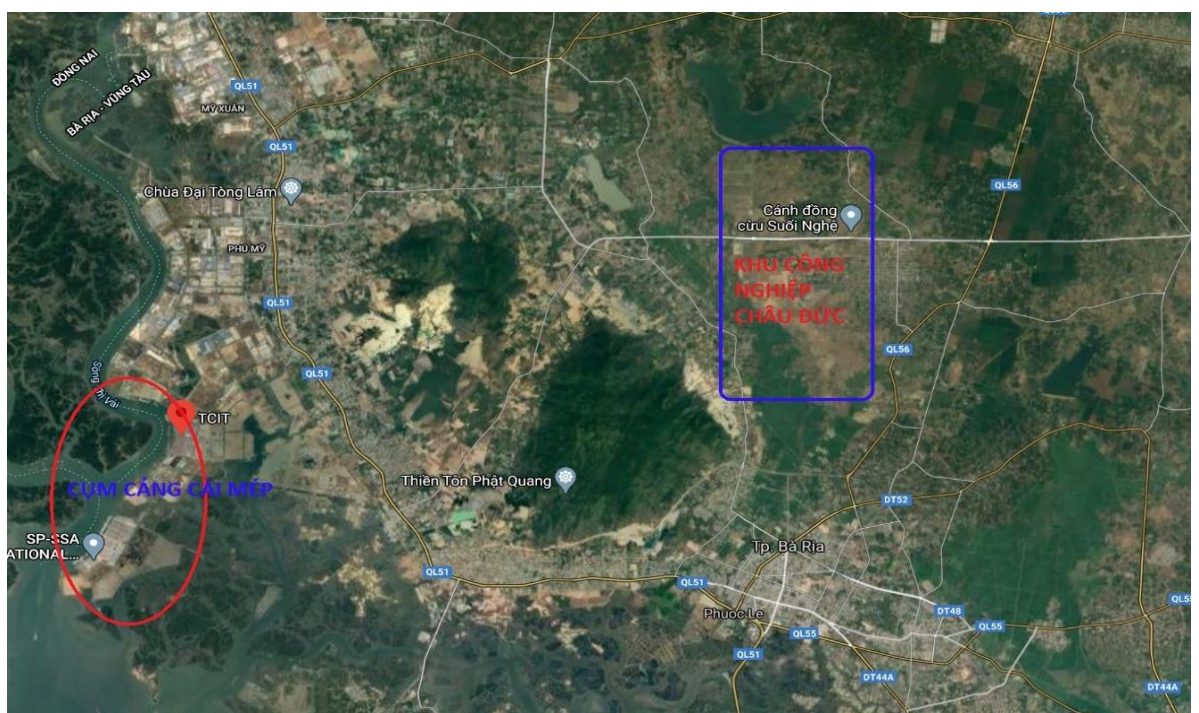 ĐỒNG NAI
BÀ RỊA - VŨNG TÀU
QL51
MỸ XUÂN
QL51
Chùa Đại Tòng Lâm
QL56
Cánh đồng
cừu Suối Nghệ
PHÚ MỸ
KHU CÔNG
NGHIỆP
CHÂU ĐỨC
QL51
QL56
QL51
Sông Thị Vải
TCIT
Thiền Tôn Phật Quang
CỤM CẢNG CÁI MÉP
DT52
SP-SSA
ATIONAL...
Tp. Bà Rịa
QL51
QL51
Phuoc Le
DT48
QL55
QL55
QL51
DT44A
DT44A